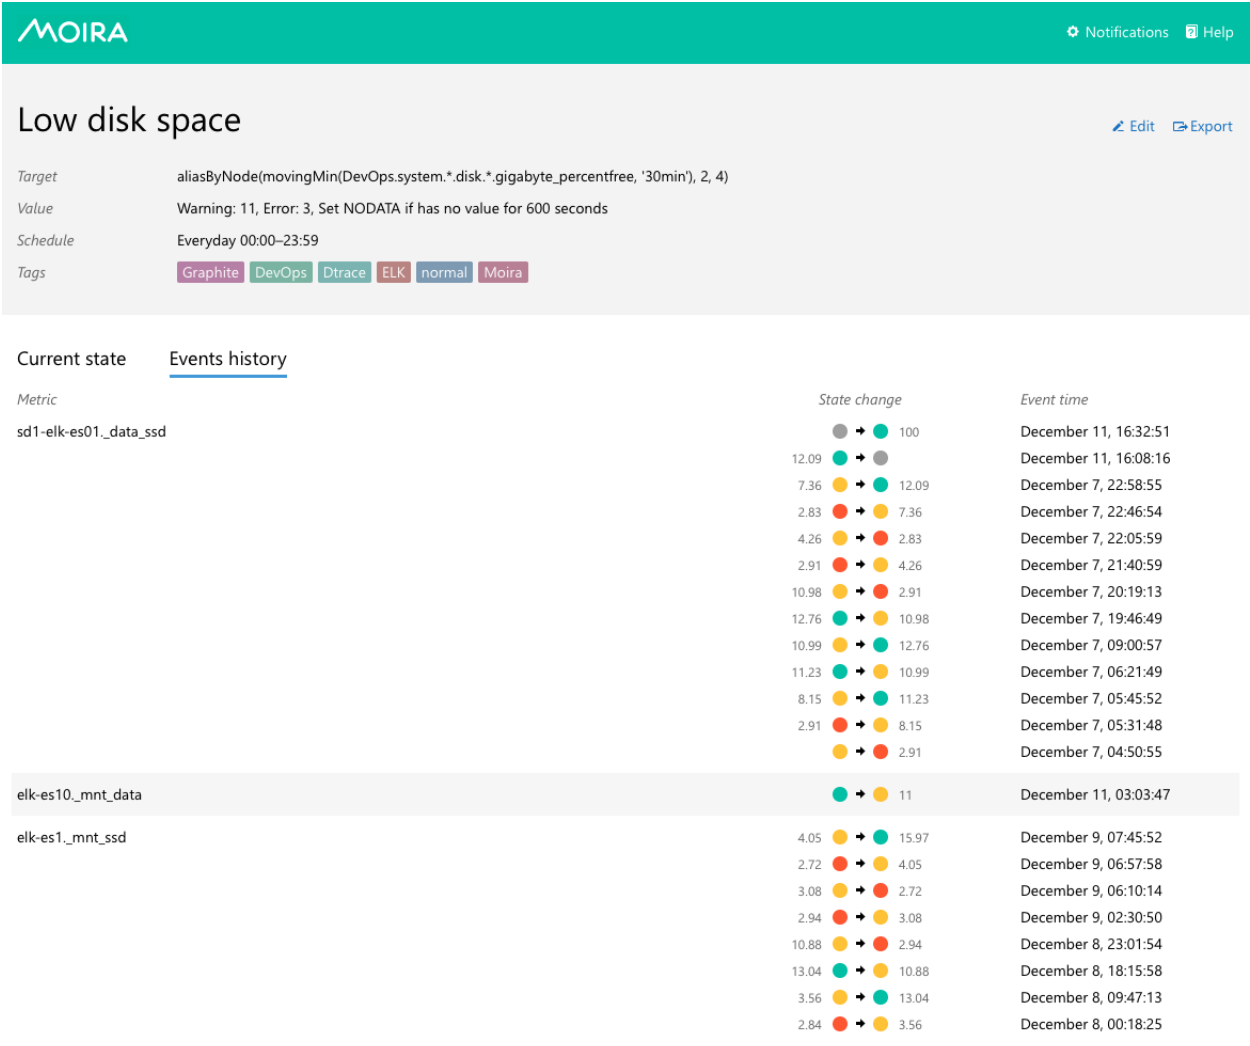 MOIRA Notifications Help
Low disk space
Edit Export
Target aliasByNode(movingMin(DevOps.system.*.disk.*.gigabyte_percentfree, '30min'), 2, 4)
Value Warning: 11, Error: 3, Set NODATA if has no value for 600 seconds
Schedule Everyday 00:00–23:59
Tags Graphite DevOps Dtrace ELK normal Moira
Current state Events history
Metric State change Event time
sd1-elk-es01._data_ssd 100 December 11, 16:32:51
12.09 December 11, 16:08:16
7.36 12.09 December 7, 22:58:55
2.83 7.36 December 7, 22:46:54
4.26 2.83 December 7, 22:05:59
2.91 4.26 December 7, 21:40:59
10.98 2.91 December 7, 20:19:13
12.76 10.98 December 7, 19:46:49
10.99 12.76 December 7, 09:00:57
11.23 10.99 December 7, 06:21:49
8.15 11.23 December 7, 05:45:52
2.91 8.15 December 7, 05:31:48
2.91 December 7, 04:50:55
elk-es10._mnt_data 11 December 11, 03:03:47
elk-es1._mnt_ssd 4.05 15.97 December 9, 07:45:52
2.72 4.05 December 9, 06:57:58
3.08 2.72 December 9, 06:10:14
2.94 3.08 December 9, 02:30:50
10.88 2.94 December 8, 23:01:54
13.04 10.88 December 8, 18:15:58
3.56 13.04 December 8, 09:47:13
2.84 3.56 December 8, 00:18:25